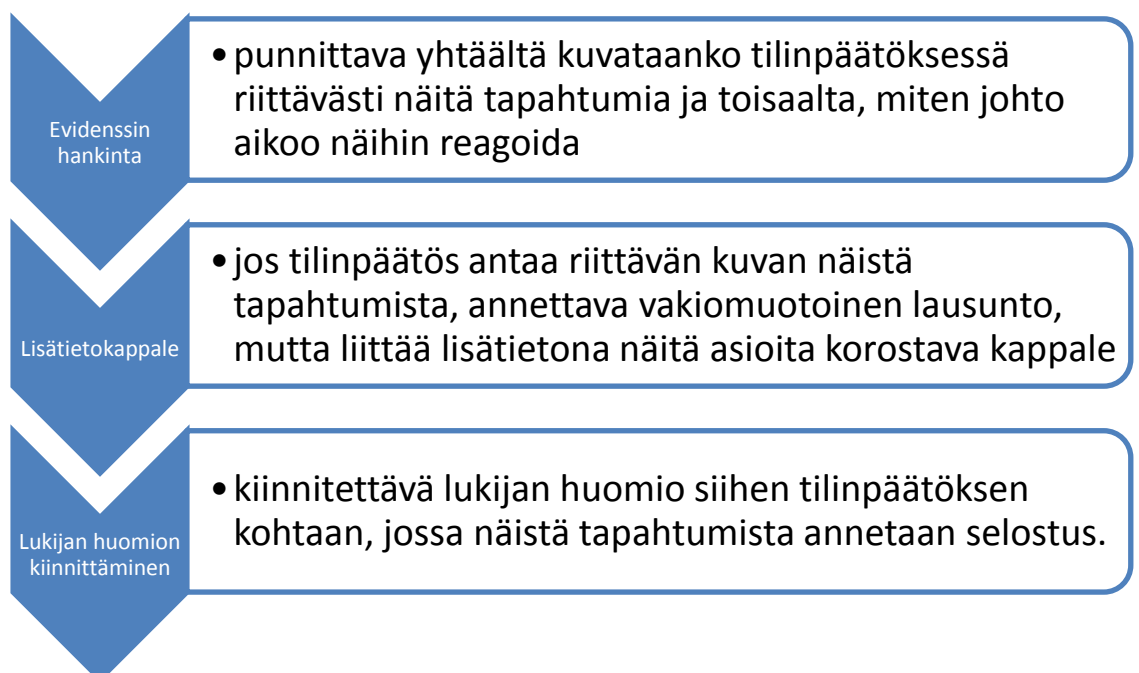 Evidenssin
hankinta
•punnittava yhtäältä kuvataanko tilinpäätöksessä
riittävästi näitä tapahtumia ja toisaalta, miten johto
aikoo näihin reagoida
Lisätietokappale
•jos tilinpäätös antaa riittävän kuvan näistä
tapahtumista, annettava vakiomuotoinen lausunto,
mutta liittää lisätietona näitä asioita korostava kappale
Lukijan huomion
kiinnittäminen
•kiinnitettävä lukijan huomio siihen tilinpäätöksen
kohtaan, jossa näistä tapahtumista annetaan selostus.